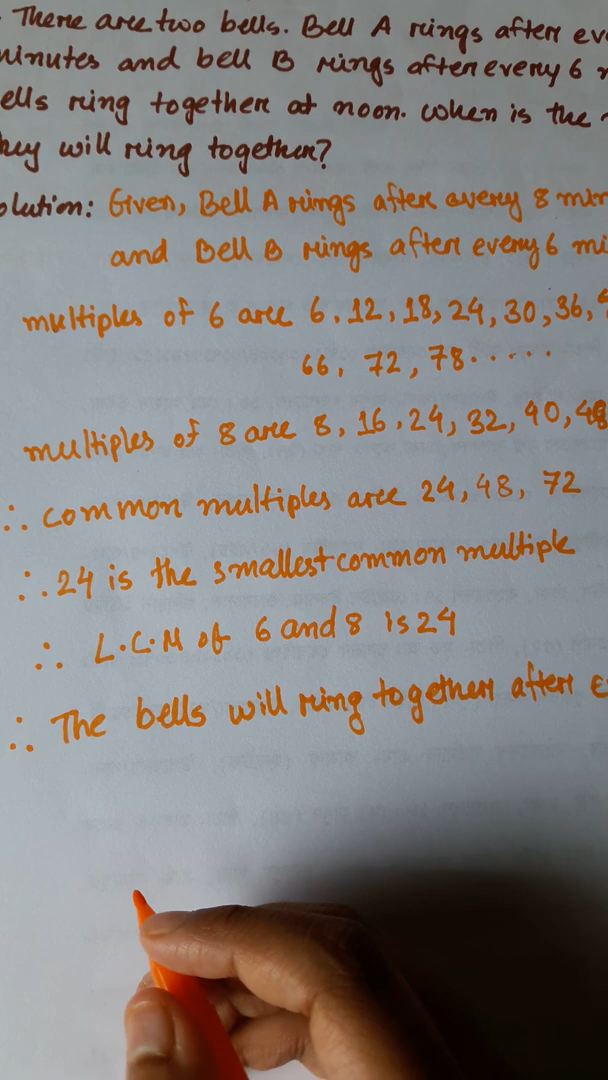 There are two bells. Bell A rings after
minutes and bell B rings after every 6
ring together at noon. When is the
they will ring together?
Solution: Given, Bell A rings after every 8
and Bell B rings after every 6
multiples of 6 are 6, 12, 18, 24, 30, 36,
66, 72, 78.....
multiples of 8 are 8, 16, 24, 32, 40, 48
∴ common multiples are 24, 48, 72
∴ 24 is the smallest common multiple
∴ L.C.M of 6 and 8 is 24
∴ The bells will ring together after